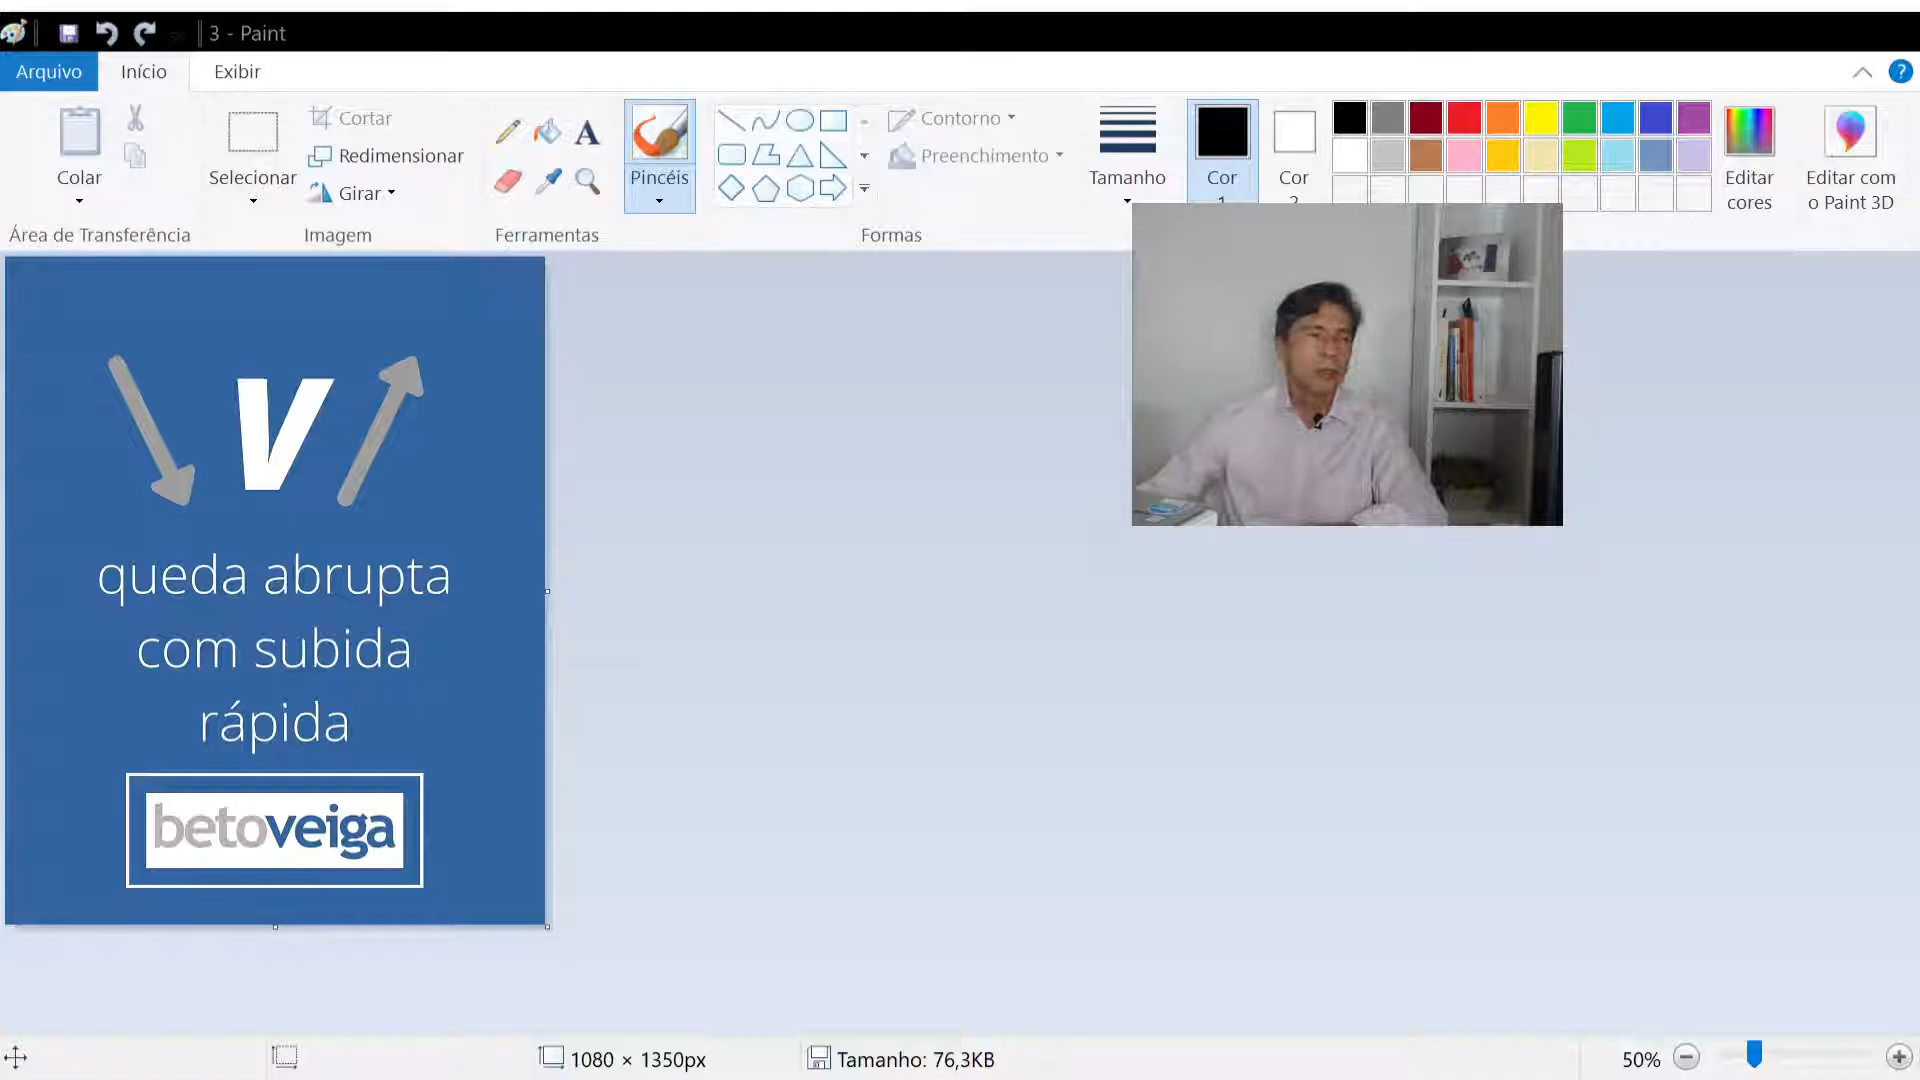 3 - Paint
Arquivo
Início
Exibir
?
Colar
Selecionar
Cortar
Redimensionar
Girar
A
Pincéis
Contorno
Preenchimento
Tamanho
Cor
1
Cor
2
Editar
cores
Editar com
o Paint 3D
Área de Transferência
Imagem
Ferramentas
Formas
V
queda abrupta
com subida
rápida
betoveiga
1080 × 1350px
Tamanho: 76,3KB
50%